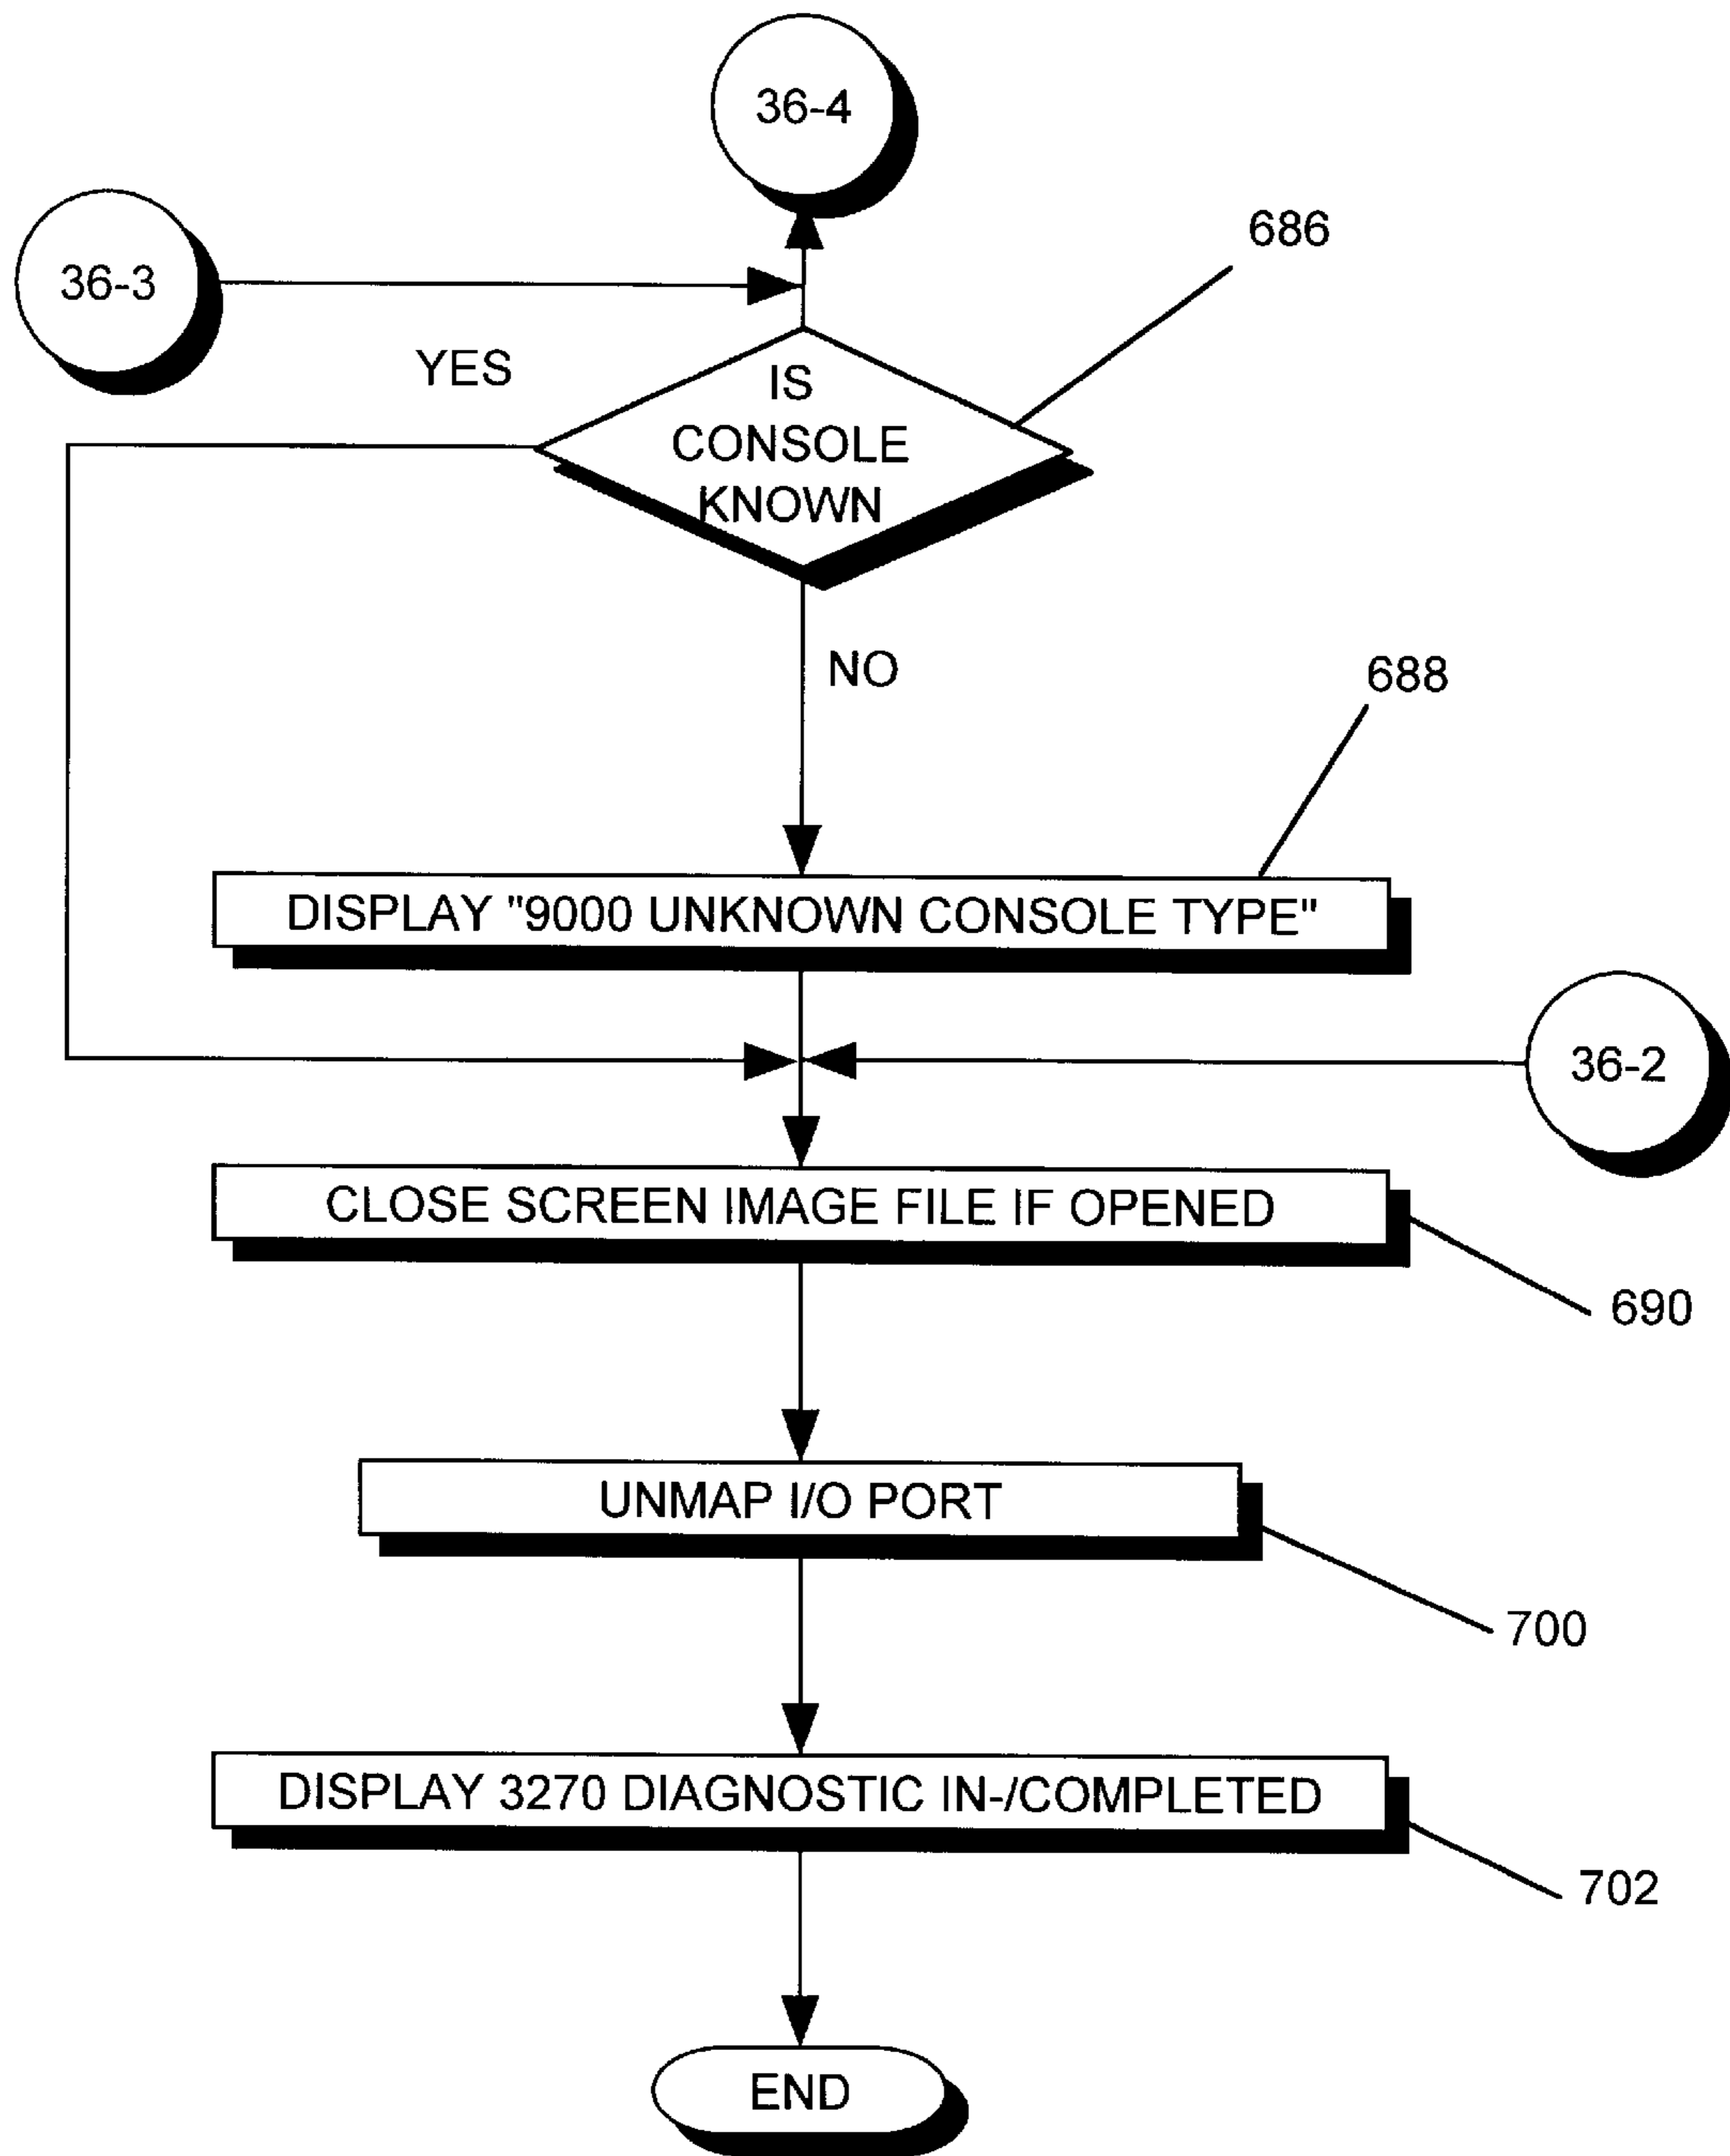 36-4
686
36-3
YES
IS
CONSOLE
KNOWN
NO
688
DISPLAY "9000 UNKNOWN CONSOLE TYPE"
36-2
CLOSE SCREEN IMAGE FILE IF OPENED
690
UNMAP I/O PORT
700
DISPLAY 3270 DIAGNOSTIC IN-/COMPLETED
702
END